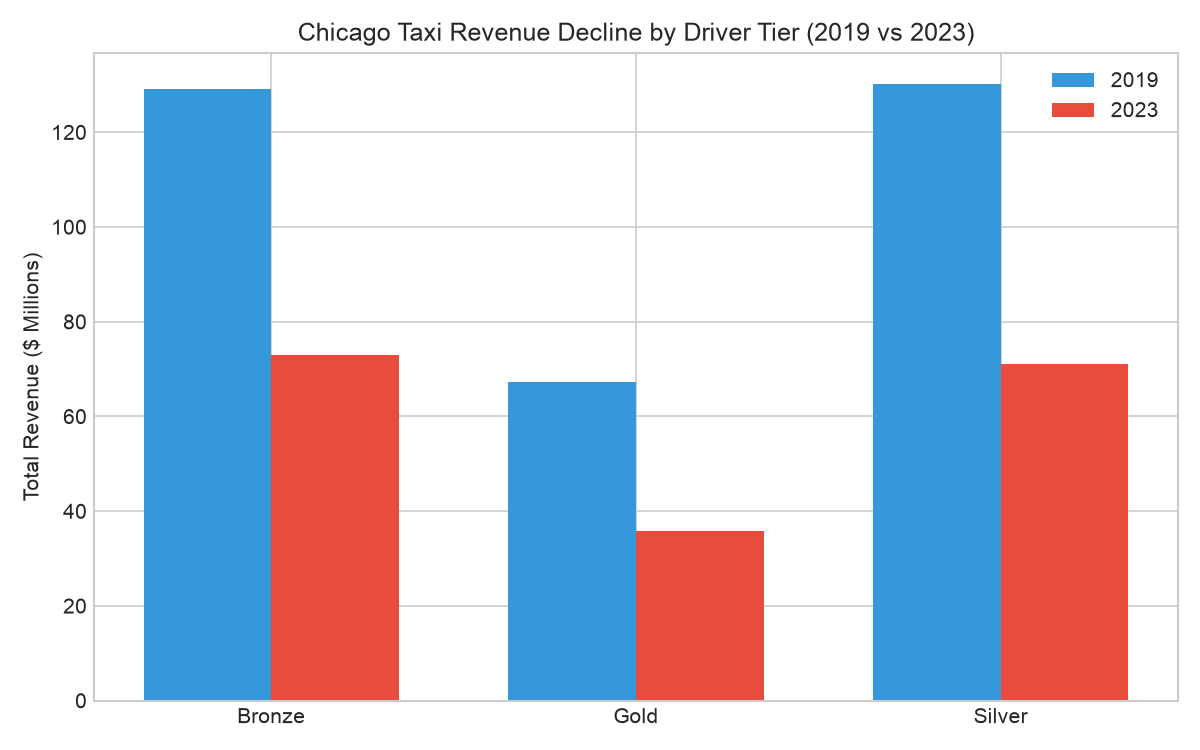 Chicago Taxi Revenue Decline by Driver Tier (2019 vs 2023)
2019
2023
Total Revenue ($ Millions)
120
100
80
60
40
20
0
Bronze
Gold
Silver